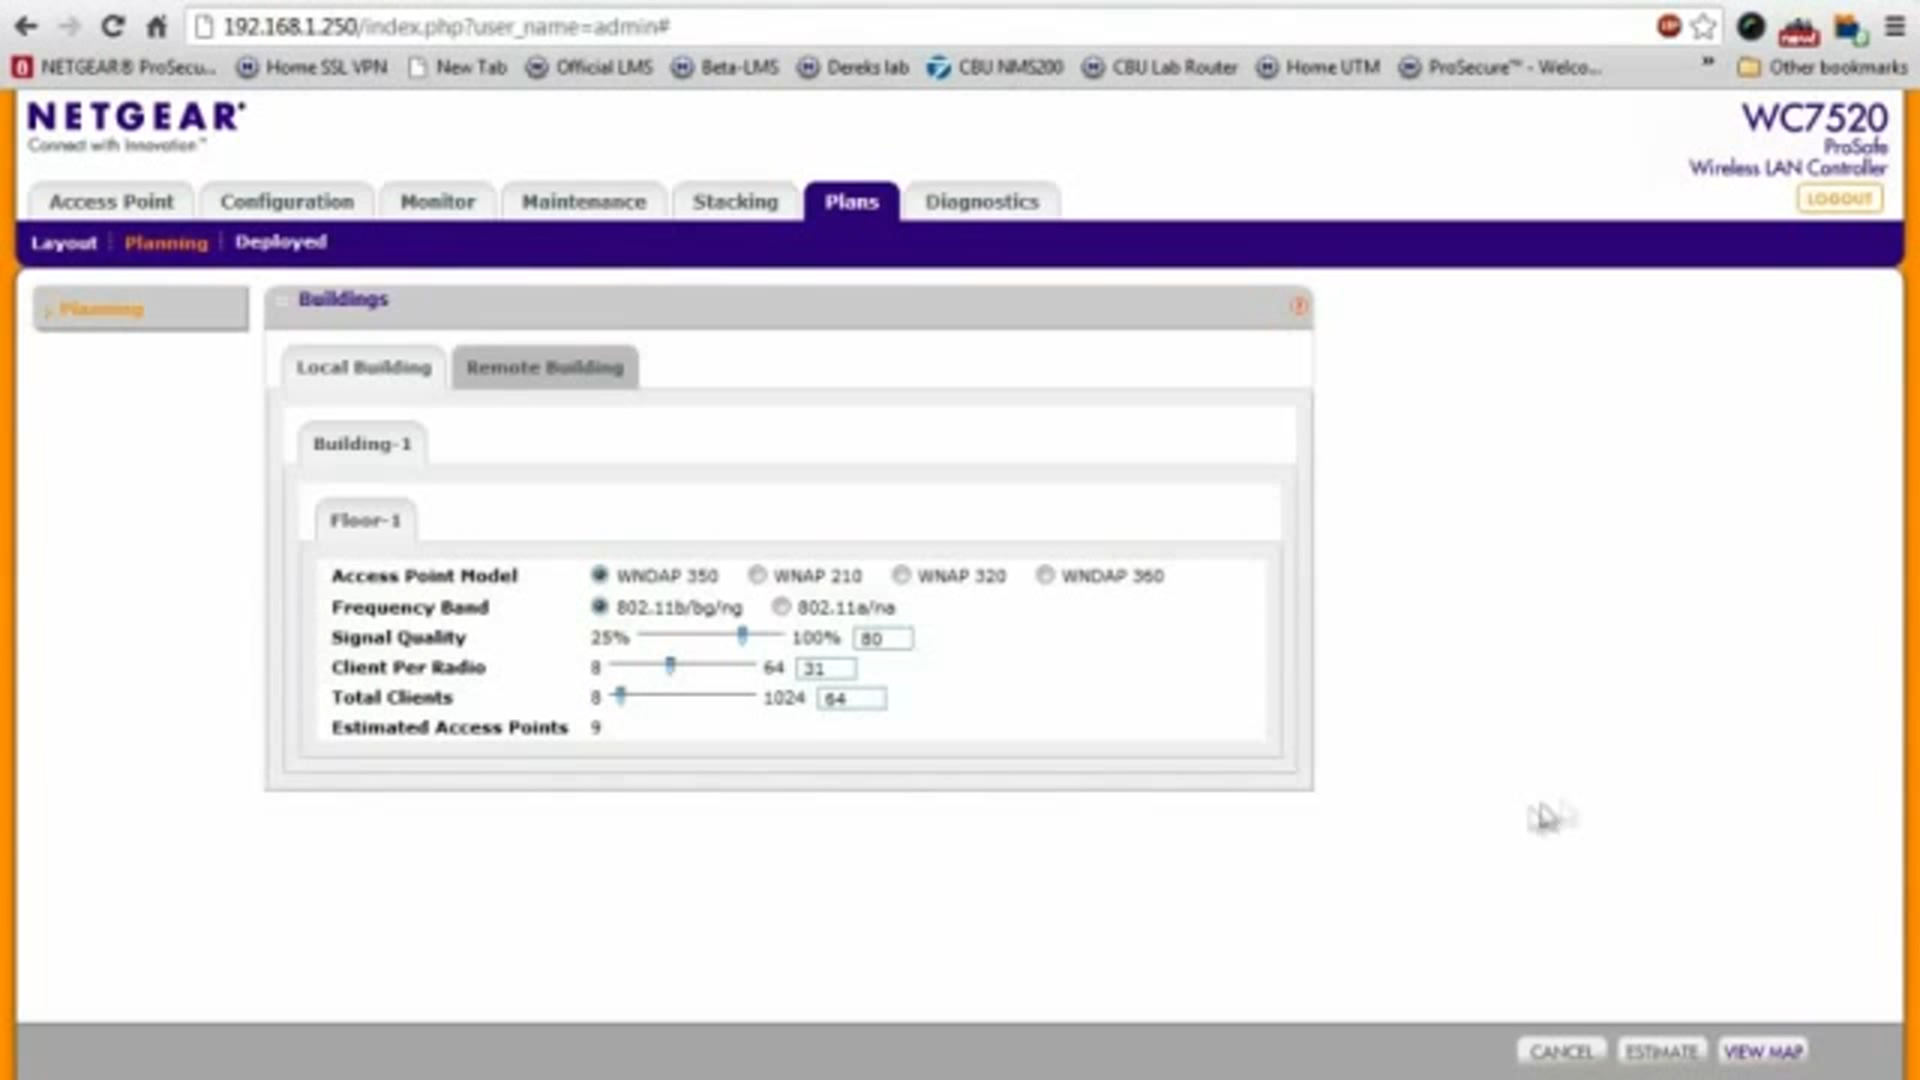 192.168.1.250/index.php?user_name=admin#
NETGEAR® ProSecu... Home SSL VPN New Tab Official LMS Beta-LMS Dereks lab CBU NMS200 CBU Lab Router Home UTM ProSecure™ - Welco... » Other bookmarks
NETGEAR®
Connect with Innovation™
WC7520
ProSafe
Wireless LAN Controller
Access Point Configuration Monitor Maintenance Stacking Plans Diagnostics LOGOUT
Layout Planning Deployed
Planning
Buildings
Local Building Remote Building
Building-1
Floor-1
Access Point Model WNDAP 350 WNAP 210 WNAP 320 WNDAP 360
Frequency Band 802.11b/bg/ng 802.11a/na
Signal Quality 25% 100% 80
Client Per Radio 8 64 31
Total Clients 8 1024 64
Estimated Access Points 9
CANCEL ESTIMATE VIEW MAP